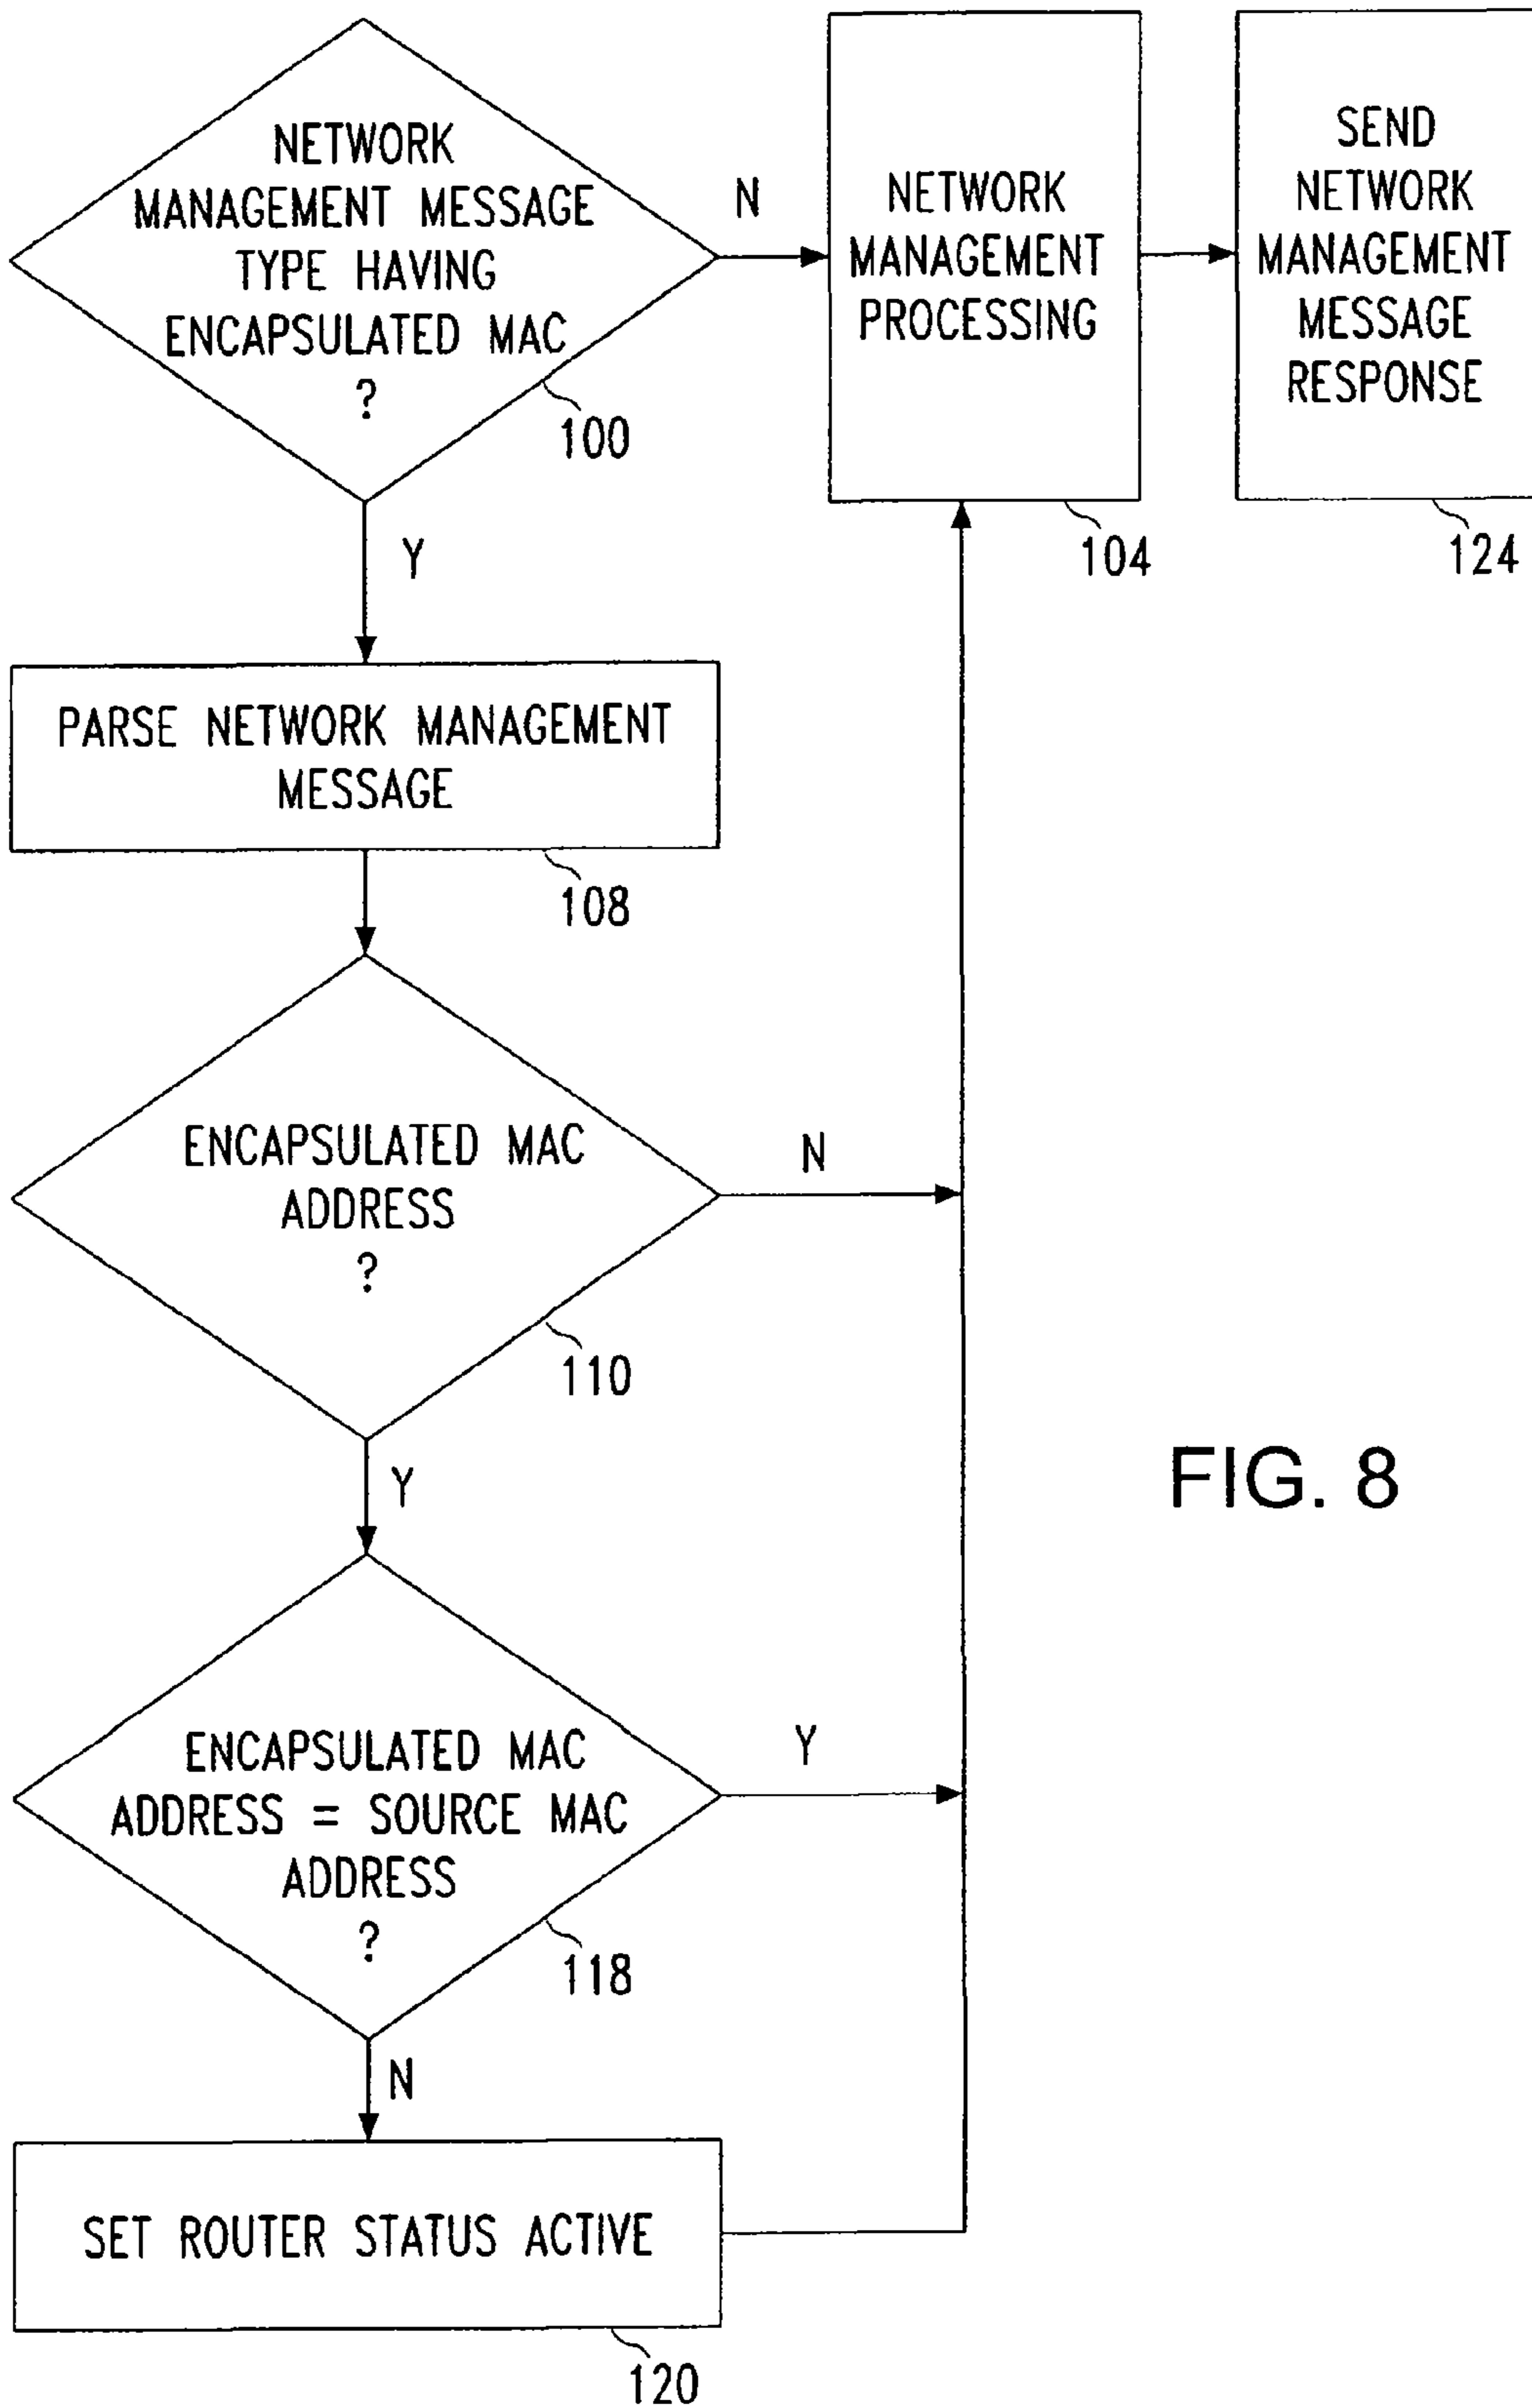 NETWORK
MANAGEMENT MESSAGE
TYPE HAVING
ENCAPSULATED MAC
?
100
N
NETWORK
MANAGEMENT
PROCESSING
104
SEND
NETWORK
MANAGEMENT
MESSAGE
RESPONSE
124
Y
PARSE NETWORK MANAGEMENT
MESSAGE
108
ENCAPSULATED MAC
ADDRESS
?
110
N
Y
ENCAPSULATED MAC
ADDRESS = SOURCE MAC
ADDRESS
?
118
Y
N
SET ROUTER STATUS ACTIVE
120
FIG. 8